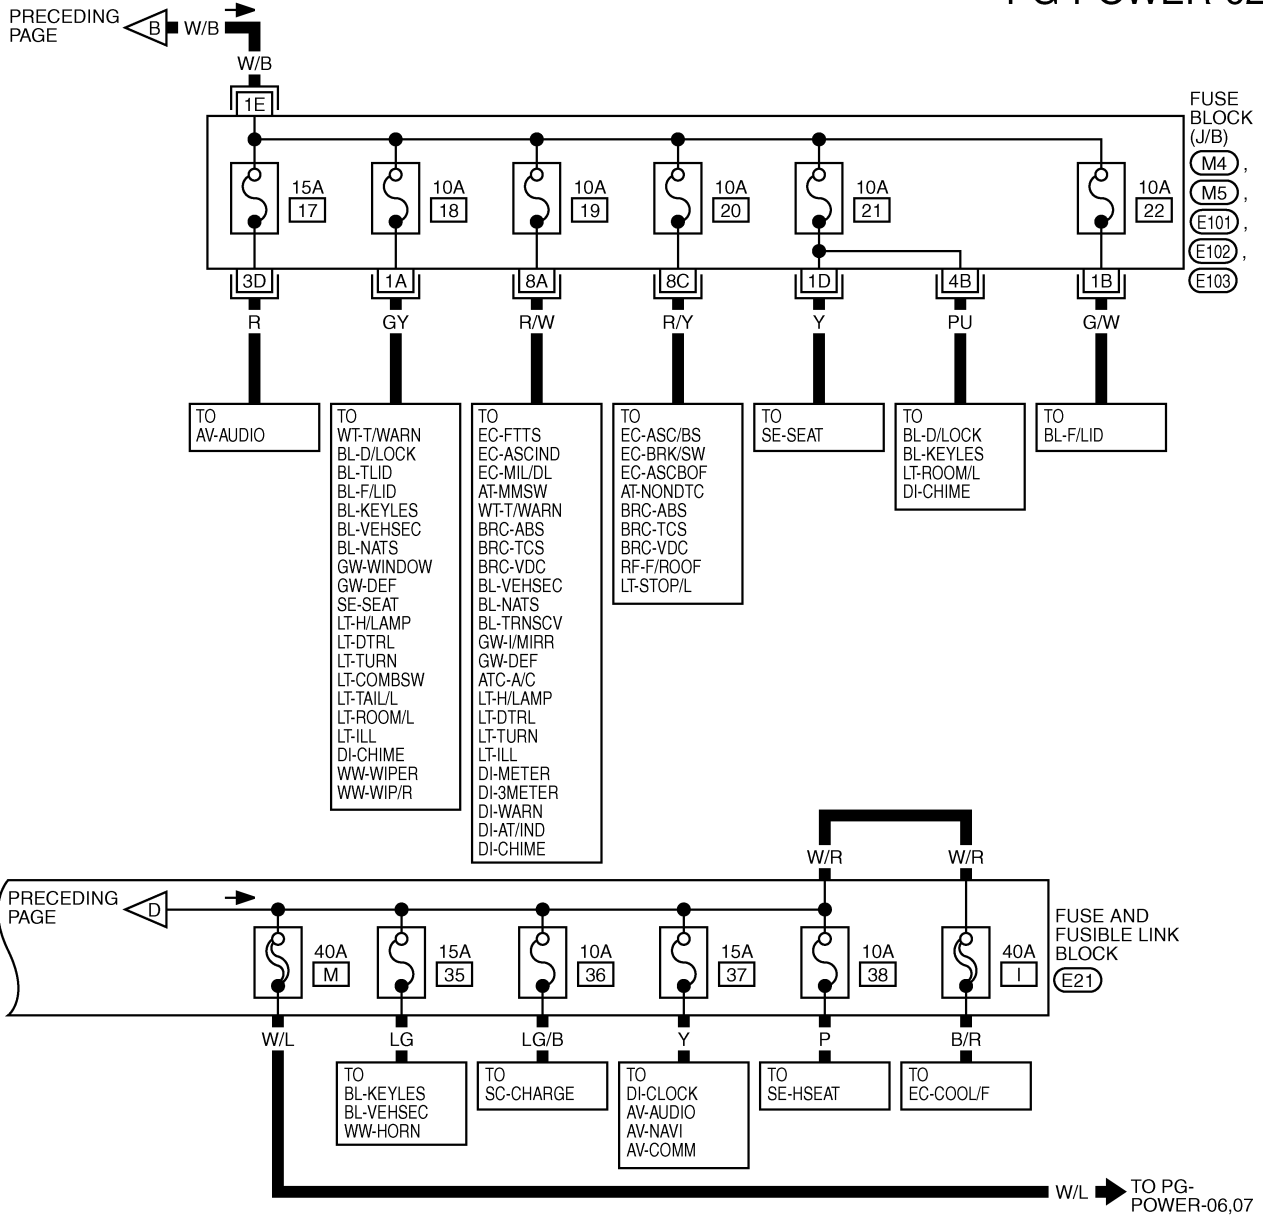 PG-POWER-02
PRECEDING
PAGE
B
W/B
W/B
1E
FUSE
BLOCK
(J/B)
M4 ,
M5 ,
E101 ,
E102 ,
E103
15A
17
10A
18
10A
19
10A
20
10A
21
10A
22
3D
1A
8A
8C
1D
4B
1B
R
GY
R/W
R/Y
Y
PU
G/W
TO
AV-AUDIO
TO
WT-T/WARN
BL-D/LOCK
BL-TLID
BL-F/LID
BL-KEYLES
BL-VEHSEC
BL-NATS
GW-WINDOW
GW-DEF
SE-SEAT
LT-H/LAMP
LT-DTRL
LT-TURN
LT-COMBSW
LT-TAIL/L
LT-ROOM/L
LT-ILL
DI-CHIME
WW-WIPER
WW-WIP/R
TO
EC-FTTS
EC-ASCIND
EC-MIL/DL
AT-MMSW
WT-T/WARN
BRC-ABS
BRC-TCS
BRC-VDC
BL-VEHSEC
BL-NATS
BL-TRNSCV
GW-I/MIRR
GW-DEF
ATC-A/C
LT-H/LAMP
LT-DTRL
LT-TURN
LT-ILL
DI-METER
DI-3METER
DI-WARN
DI-AT/IND
DI-CHIME
TO
EC-ASC/BS
EC-BRK/SW
EC-ASCBOF
AT-NONDTC
BRC-ABS
BRC-TCS
BRC-VDC
RF-F/ROOF
LT-STOP/L
TO
SE-SEAT
TO
BL-D/LOCK
BL-KEYLES
LT-ROOM/L
DI-CHIME
TO
BL-F/LID
W/R
W/R
PRECEDING
PAGE
D
40A
M
15A
35
10A
36
15A
37
10A
38
40A
I
FUSE AND
FUSIBLE LINK
BLOCK
E21
W/L
LG
LG/B
Y
P
B/R
TO
BL-KEYLES
BL-VEHSEC
WW-HORN
TO
SC-CHARGE
TO
DI-CLOCK
AV-AUDIO
AV-NAVI
AV-COMM
TO
SE-HSEAT
TO
EC-COOL/F
W/L
TO PG-
POWER-06,07